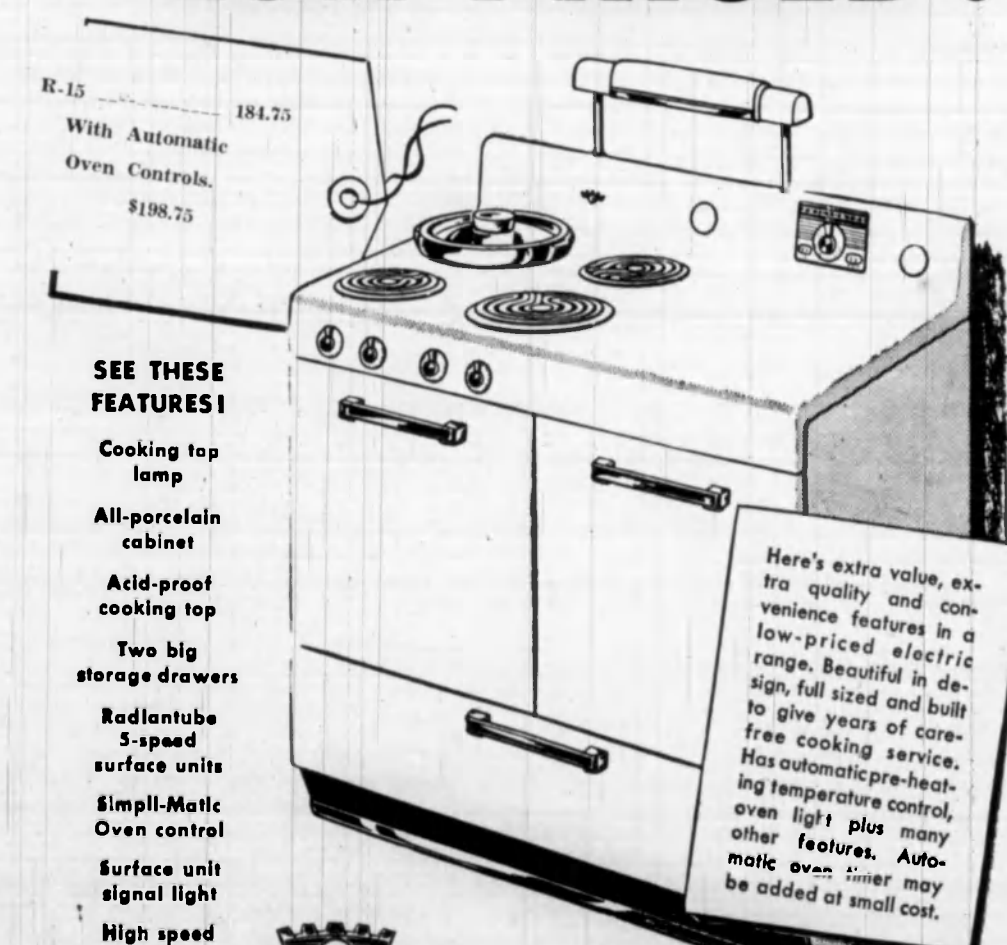 R-15 ---------- 184.75
With Automatic
Oven Controls.
$198.75
FRIGIDAIRE
SEE THESE
FEATURES!
Cooking top
lamp
All-porcelain
cabinet
Acid-proof
cooking top
Two big
storage drawers
Radiantube
5-speed
surface units
Simpli-Matic
Oven control
Surface unit
signal light
High speed
Here's extra value, ex-
tra quality and con-
venience features in a
low-priced electric
range. Beautiful in de-
sign, full sized and built
to give years of care-
free cooking service.
Has automatic pre-heat-
ing temperature control,
oven light plus many
other features. Auto-
matic oven timer may
be added at small cost.